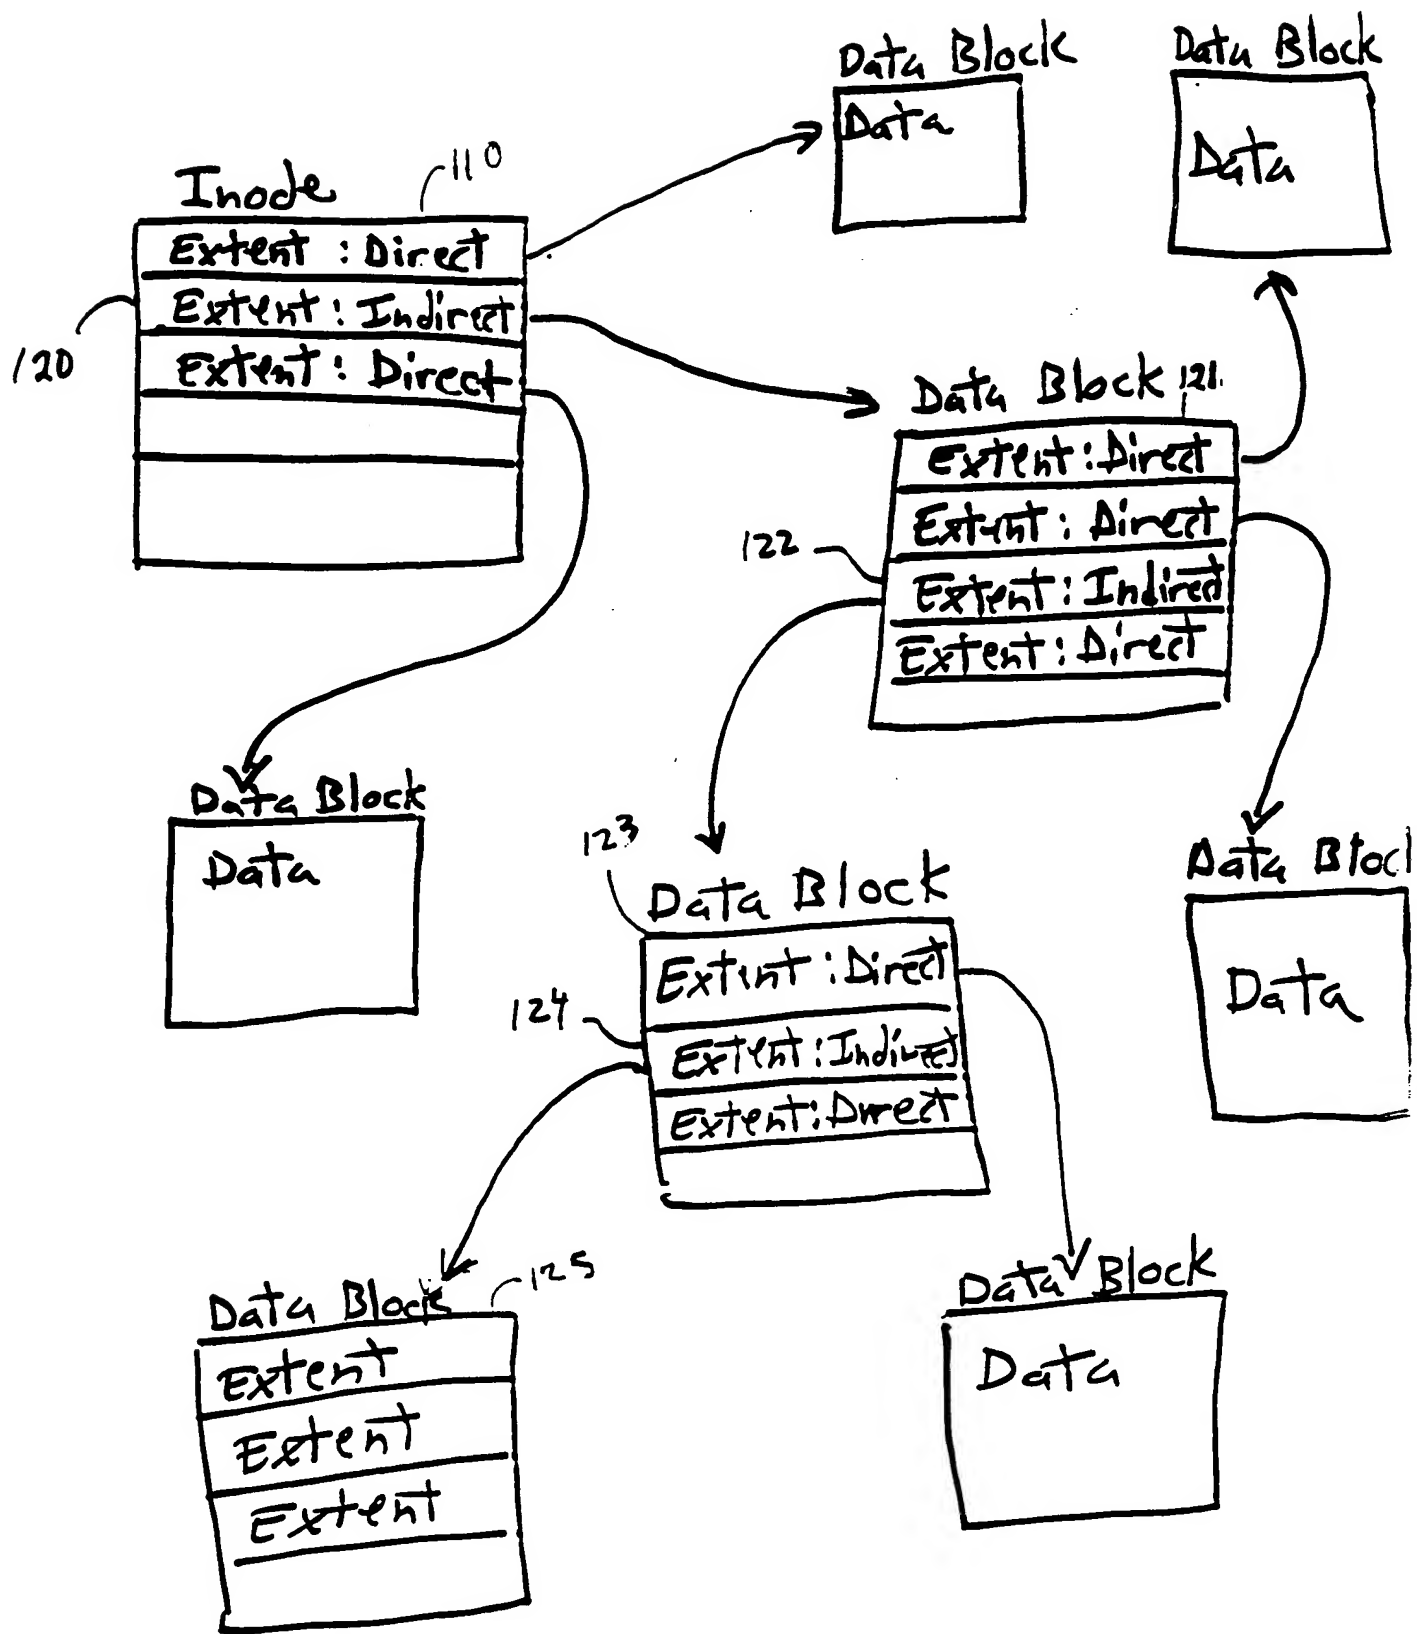 Data Block
Data
Data Block
Data
Inode
110
Extent : Direct
Extent : Indirect
Extent : Direct
120
Data Block 121
Extent : Direct
Extent : Direct
Extent : Indirect
Extent : Direct
122
Data Block
Data
123
Data Block
Extent : Direct
Extent : Indirect
Extent : Direct
124
Data Bloc
Data
Data Block
125
Extent
Extent
Extent
Data Block
Data